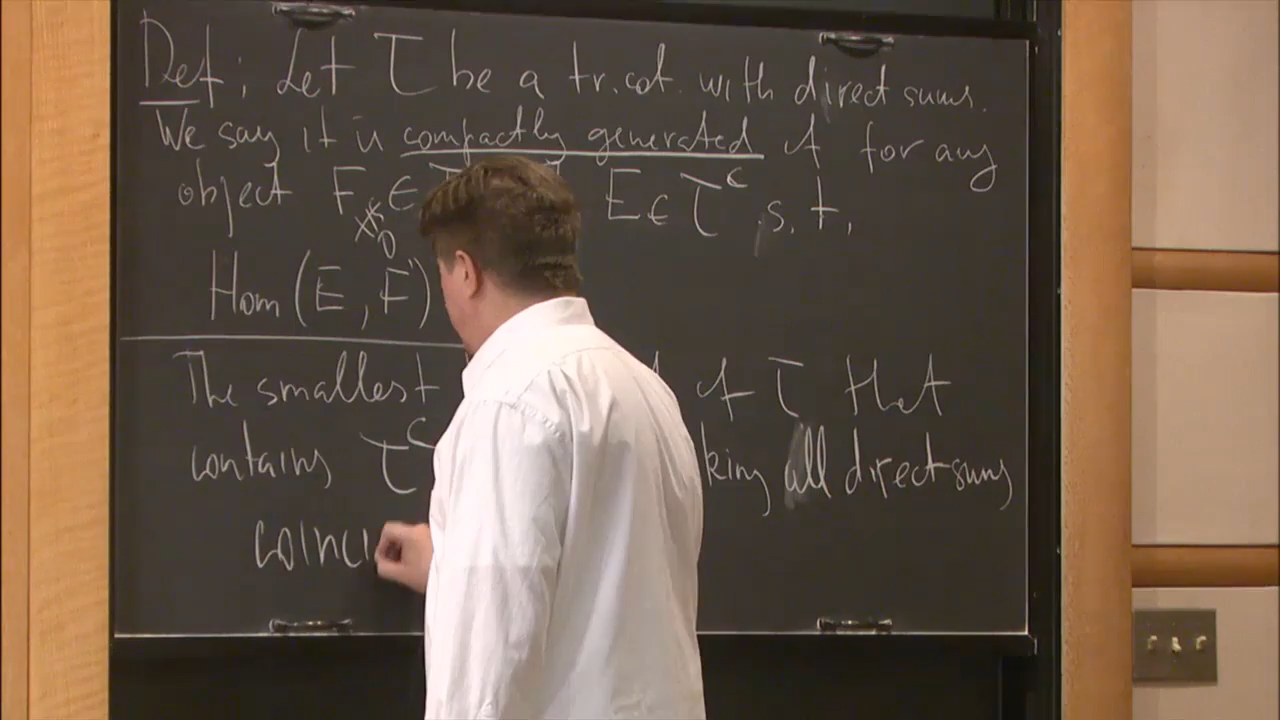 Def; Let T be a tr. cat. with direct sums.
We say it is compactly generated if for any
object F ∈ E ∈ T^c s.t.
≠ 0
Hom(E, F)
The smallest of T that
contains T^c king all direct sums
coinci